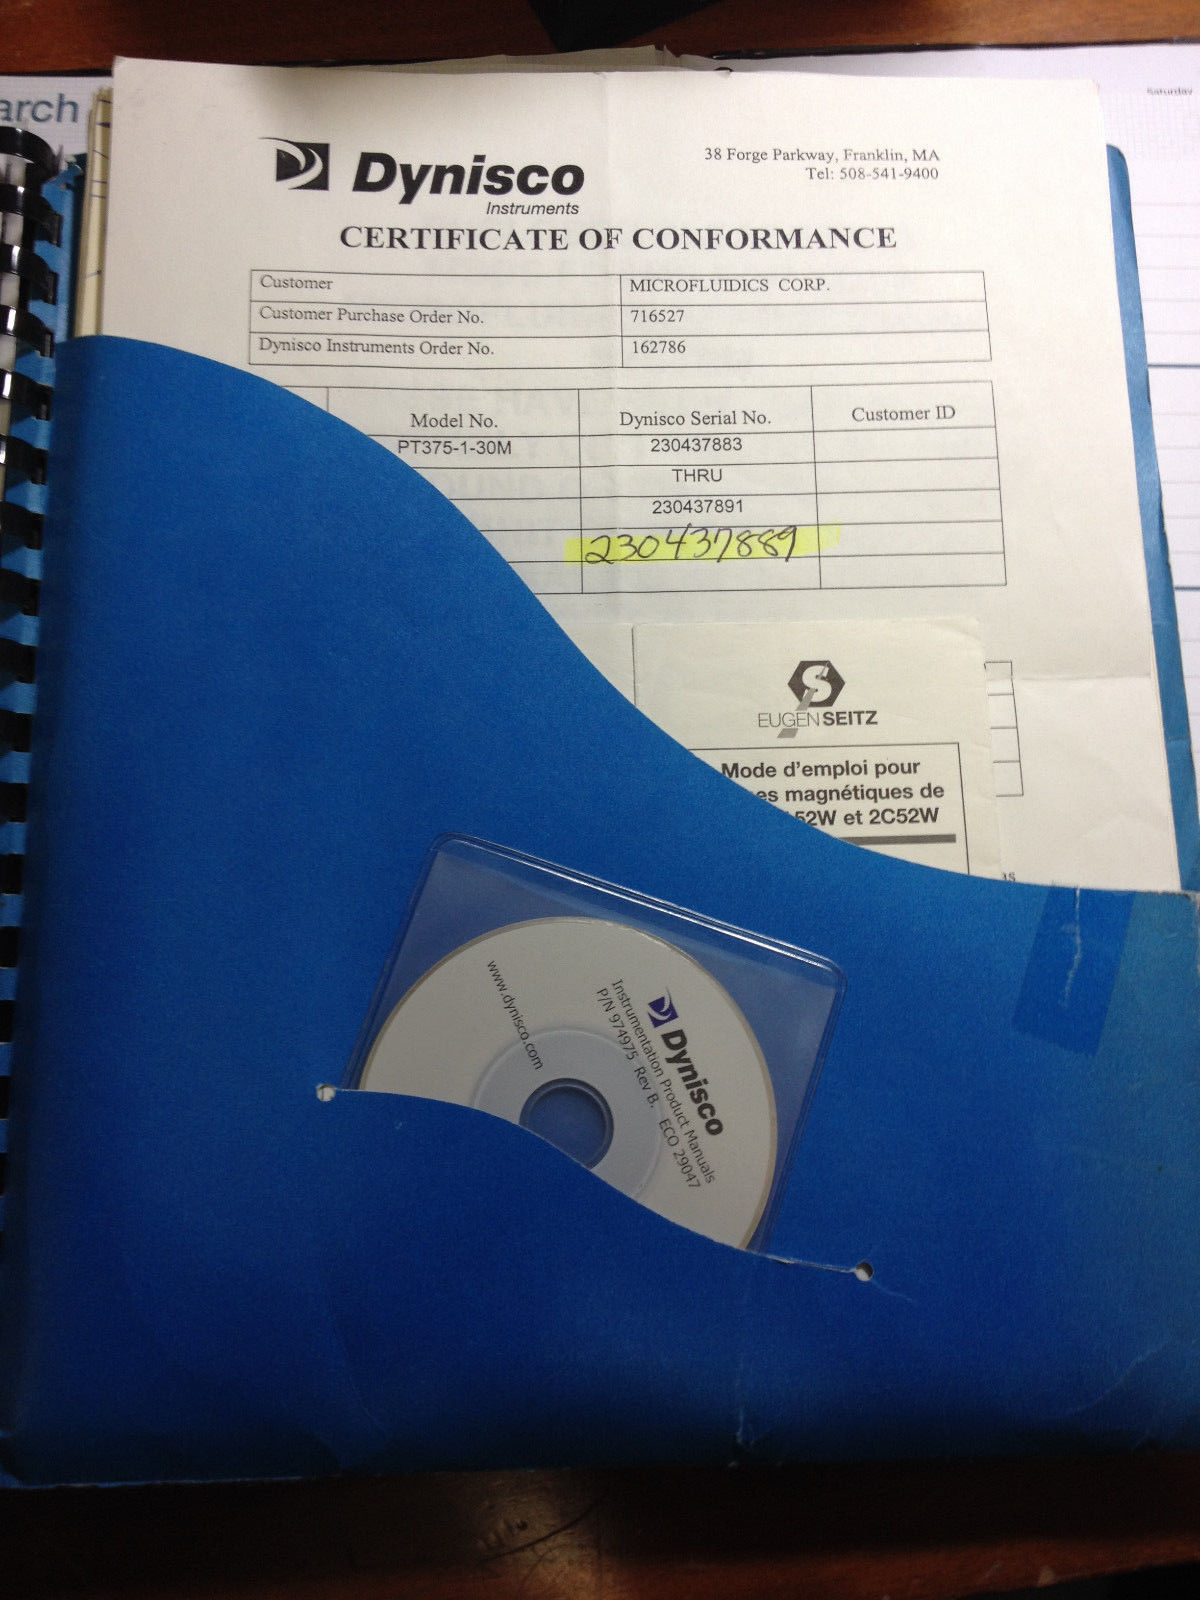 arch
Saturday
Dynisco
Instruments
38 Forge Parkway, Franklin, MA
Tel: 508-541-9400
CERTIFICATE OF CONFORMANCE
Customer MICROFLUIDICS CORP.
Customer Purchase Order No. 716527
Dynisco Instruments Order No. 162786
Model No. Dynisco Serial No. Customer ID
PT375-1-30M 230437883
THRU
230437891
230437889
EUGEN SEITZ
Mode d'emploi pour
es magnétiques de
52W et 2C52W
www.dynisco.com
Dynisco
Instrumentation Product Manuals
P/N 974975 Rev B. ECO 29047